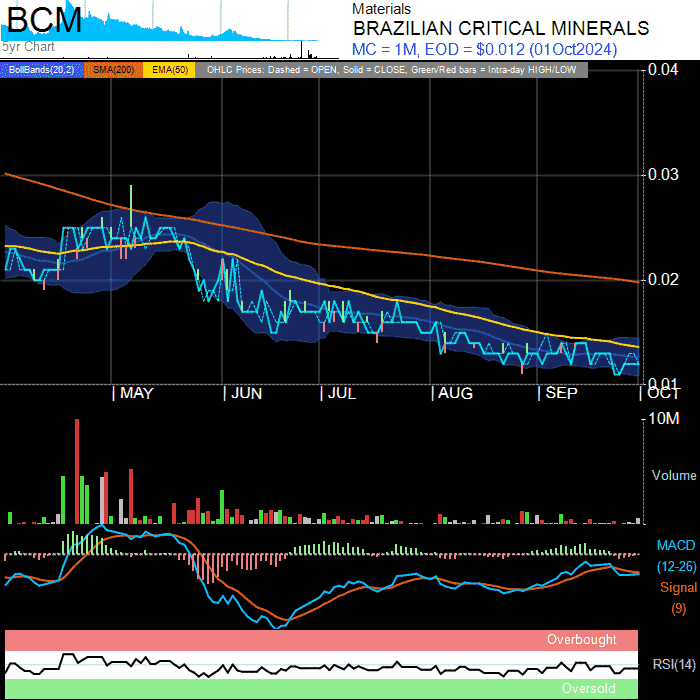 BCM
5yr Chart
Materials
BRAZILIAN CRITICAL MINERALS
MC = 1M, EOD = $0.012 (01Oct2024)
BollBands(20,2) SMA(200) EMA(50) OHLC Prices: Dashed = OPEN, Solid = CLOSE, Green/Red bars = Intra-day HIGH/LOW
0.04
0.03
0.02
0.01
MAY JUN JUL AUG SEP OCT
10M
Volume
MACD
(12-26)
Signal
(9)
Overbought
RSI(14)
Oversold